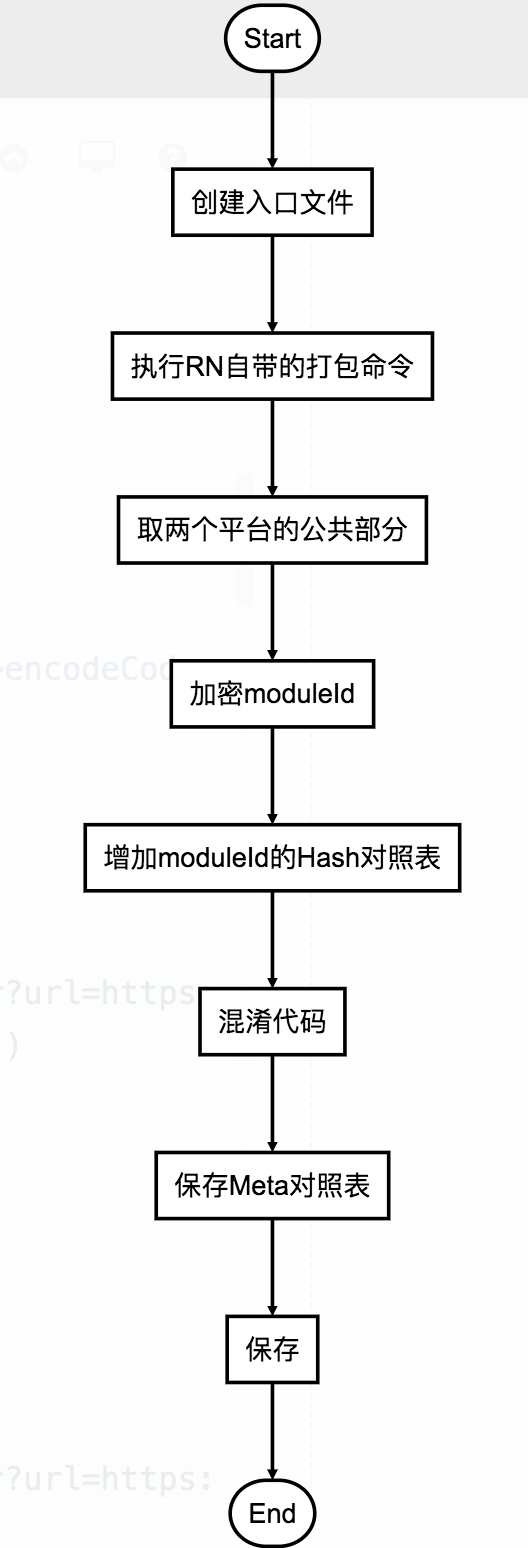 Start
创建入口文件
执行RN自带的打包命令
取两个平台的公共部分
encodeCod
加密moduleId
增加moduleId的Hash对照表
?url=https
混淆代码
)
保存Meta对照表
保存
?url=https:
End